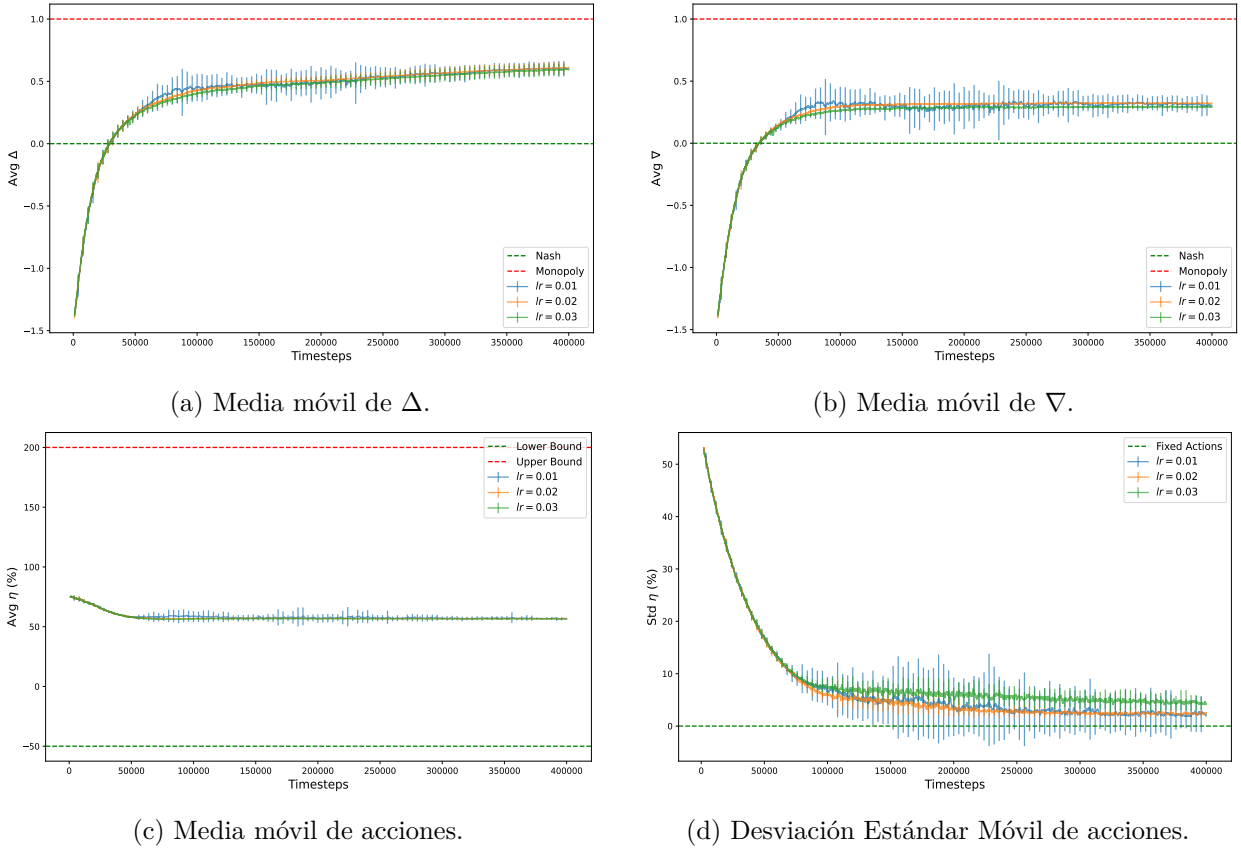 1.0
0.5
0.0
−0.5
−1.0
−1.5
Avg Δ
0
50000
100000
150000
200000
250000
300000
350000
400000
Timesteps
Nash
Monopoly
lr = 0.01
lr = 0.02
lr = 0.03
(a) Media móvil de Δ.
1.0
0.5
0.0
−0.5
−1.0
−1.5
Avg ∇
0
50000
100000
150000
200000
250000
300000
350000
400000
Timesteps
Nash
Monopoly
lr = 0.01
lr = 0.02
lr = 0.03
(b) Media móvil de ∇.
200
150
100
50
0
−50
Avg η (%)
0
50000
100000
150000
200000
250000
300000
350000
400000
Timesteps
Lower Bound
Upper Bound
lr = 0.01
lr = 0.02
lr = 0.03
(c) Media móvil de acciones.
50
40
30
20
10
0
Std η (%)
0
50000
100000
150000
200000
250000
300000
350000
400000
Timesteps
Fixed Actions
lr = 0.01
lr = 0.02
lr = 0.03
(d) Desviación Estándar Móvil de acciones.